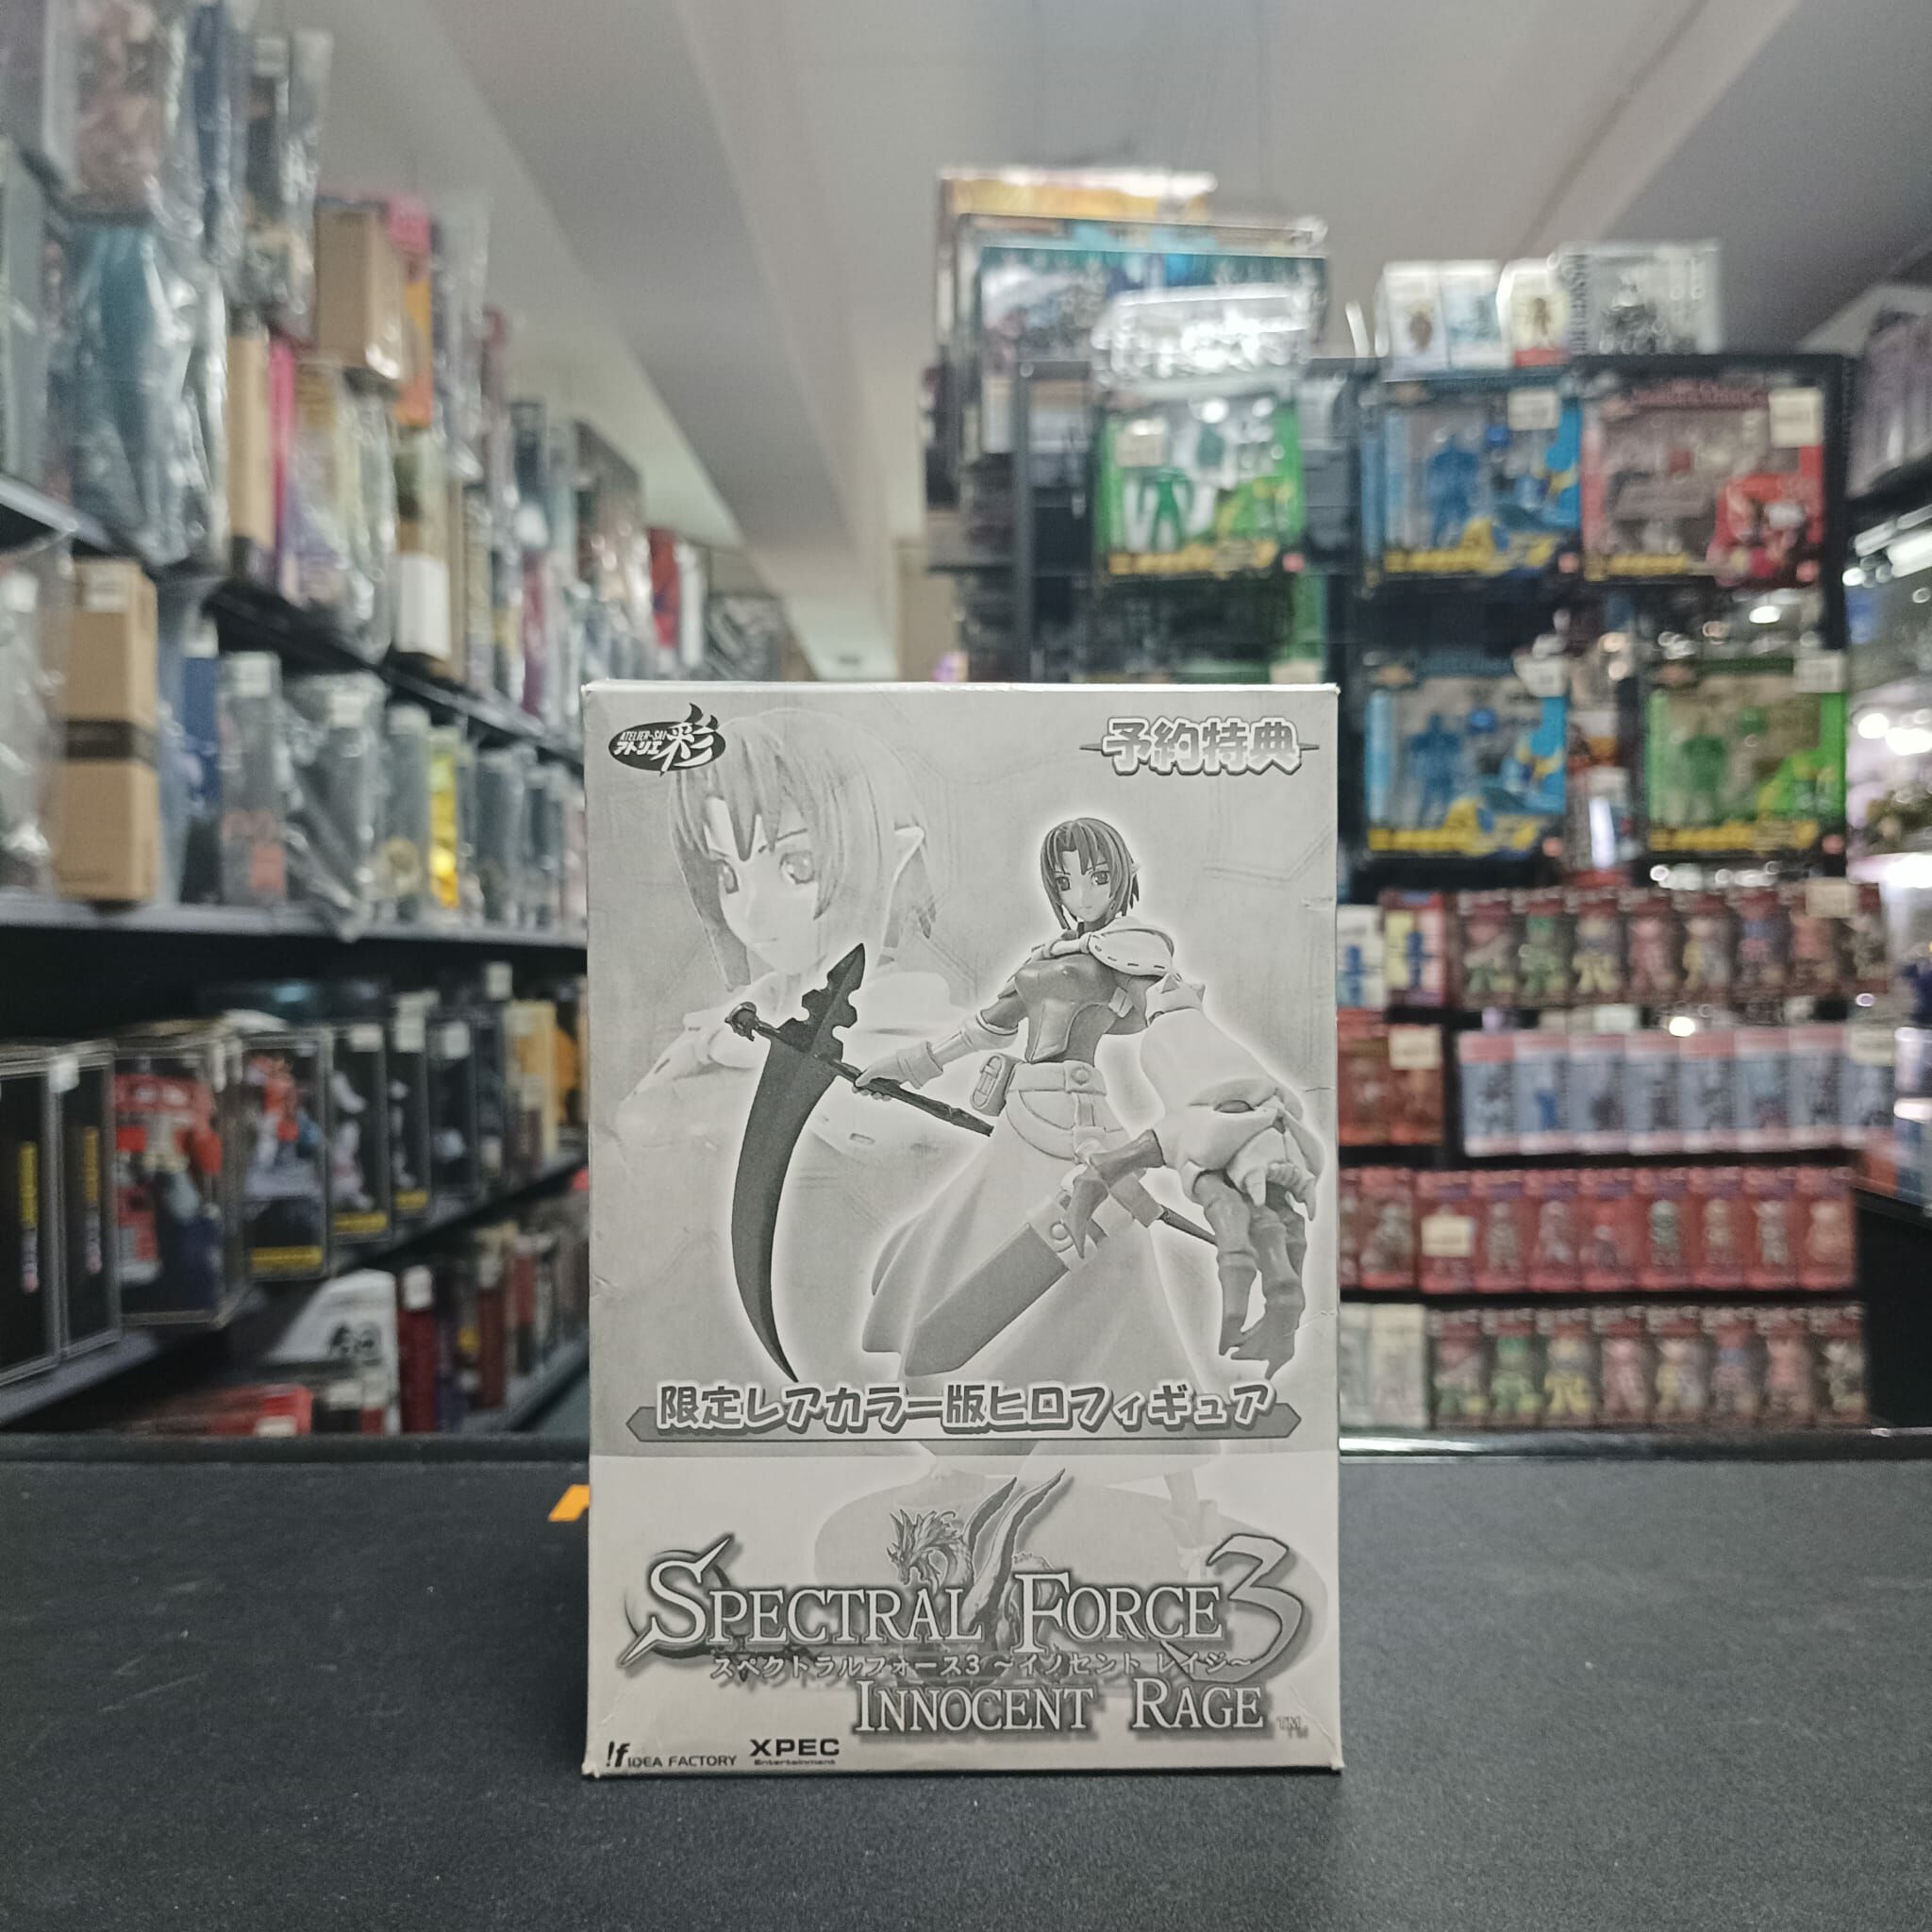 ATELIER-SAI
アトリエ彩
予約特典
限定レアカラー版ヒロフィギュア
SPECTRAL FORCE 3
スペクトラルフォース3 ~イノセント レイジ~
INNOCENT RAGE TM
!f IDEA FACTORY
XPEC
Entertainment